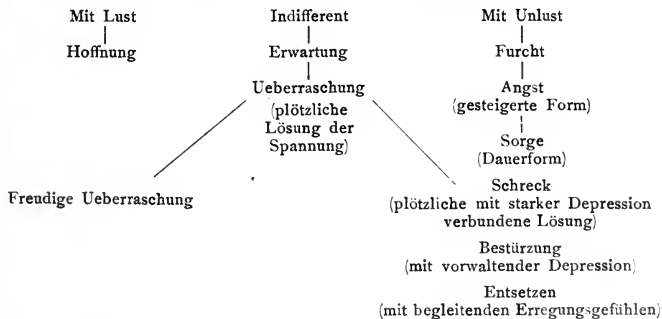 Mit Lust Indifferent Mit Unlust
Hoffnung Erwartung Furcht
Ueberraschung Angst
(plötzliche (gesteigerte Form)
Lösung der
Spannung) Sorge
(Dauerform)
Freudige Ueberraschung Schreck
(plötzliche mit starker Depression
verbundene Lösung)
Bestürzung
(mit vorwaltender Depression)
Entsetzen
(mit begleitenden Erregungsgefühlen)